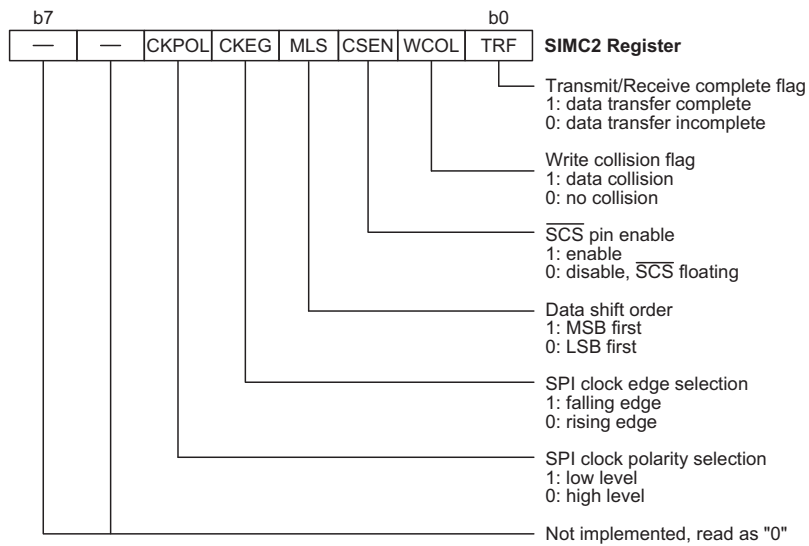 b7 b0
— — CKPOL CKEG MLS CSEN WCOL TRF SIMC2 Register
Transmit/Receive complete flag
1: data transfer complete
0: data transfer incomplete
Write collision flag
1: data collision
0: no collision
S̅C̅S̅ pin enable
1: enable
0: disable, S̅C̅S̅ floating
Data shift order
1: MSB first
0: LSB first
SPI clock edge selection
1: falling edge
0: rising edge
SPI clock polarity selection
1: low level
0: high level
Not implemented, read as "0"